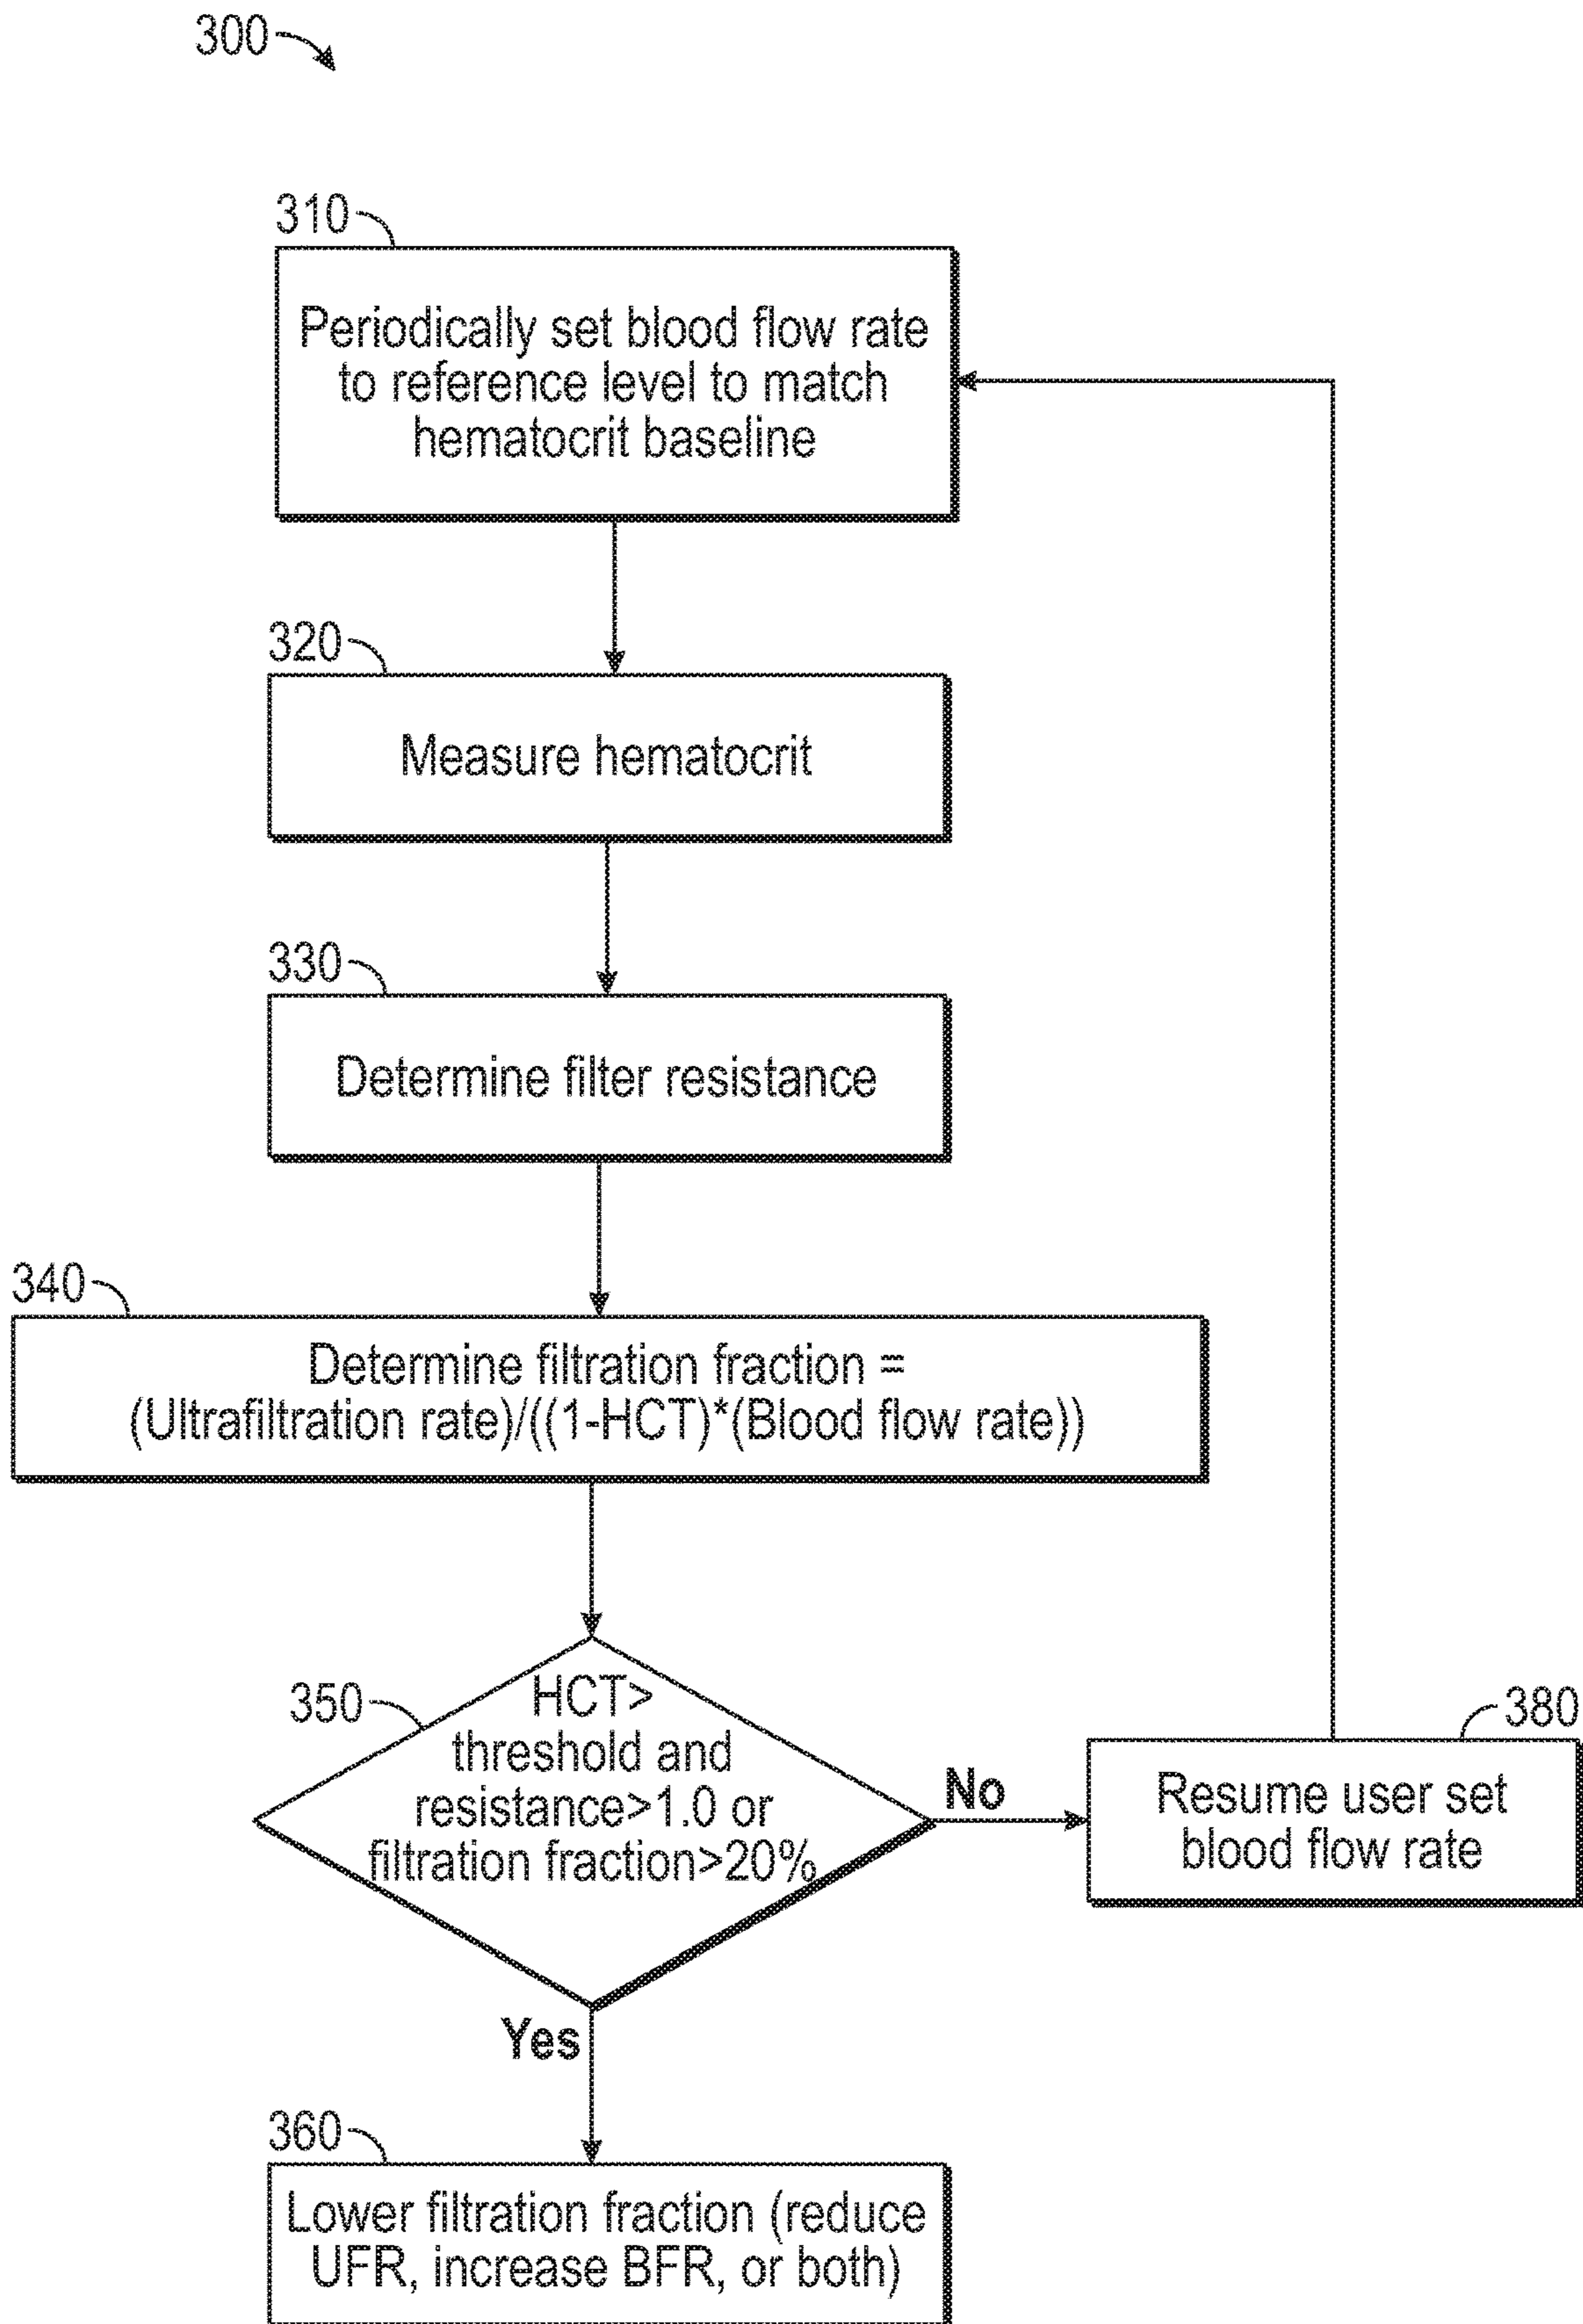 300
310
Periodically set blood flow rate
to reference level to match
hematocrit baseline
320
Measure hematocrit
330
Determine filter resistance
340
Determine filtration fraction =
(Ultrafiltration rate)/((1-HCT)*(Blood flow rate))
350
HCT>
threshold and
resistance>1.0 or
filtration fraction>20%
No
380
Resume user set
blood flow rate
Yes
360
Lower filtration fraction (reduce
UFR, increase BFR, or both)